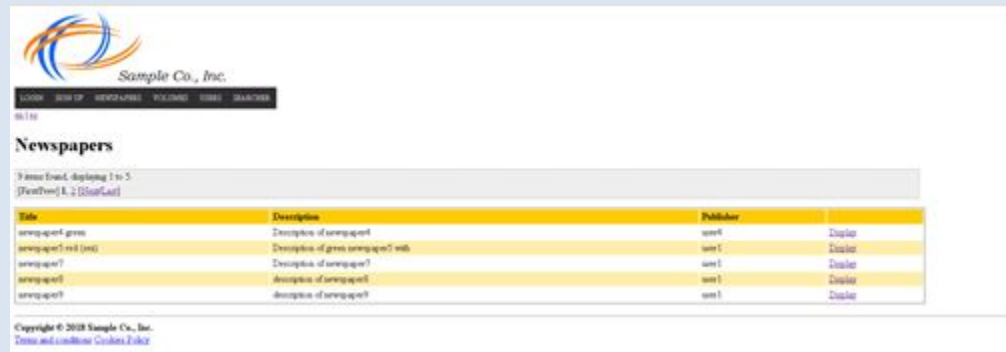 Sample Co., Inc.
LOGIN SIGN UP NEWSPAPERS VOLUMES USERS SEARCHER
Newspapers
9 items found, displaying 1 to 5.
[First/Prev] 1, 2 [Next/Last]
Title Description Publisher
newspaper4 green Description of newspaper4 user4 Display
newspaper5 red (sex) Description of green newspaper5 with user1 Display
newspaper7 Description of newspaper7 user1 Display
newspaper8 description of newspaper8 user1 Display
newspaper9 description of newspaper9 user1 Display
Copyright © 2018 Sample Co., Inc.
Terms and conditions Cookies Policy